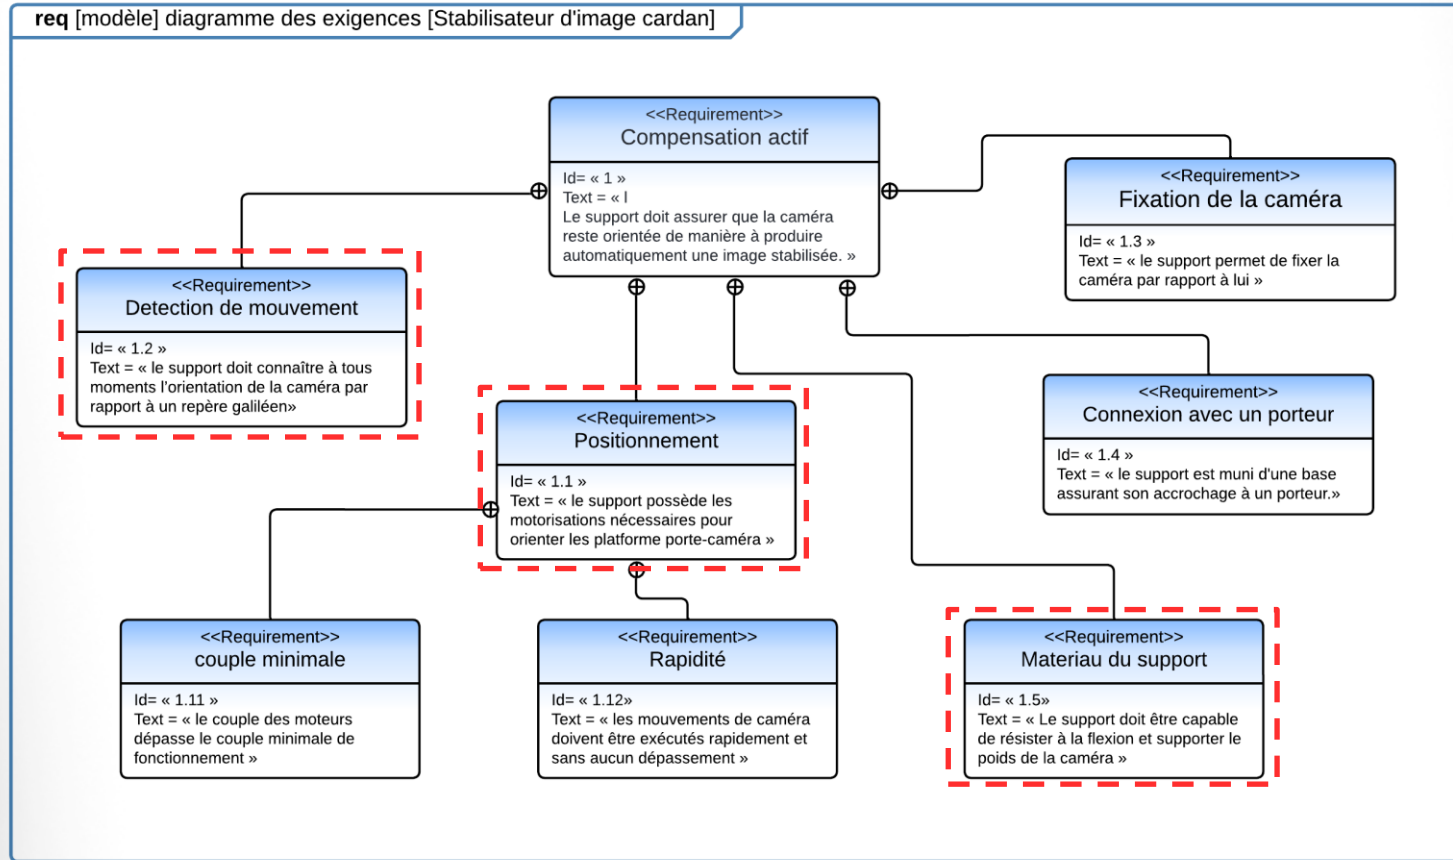 req [modèle] diagramme des exigences [Stabilisateur d'image cardan]
<<Requirement>>
Compensation actif
Id= « 1 »
Text = « l
Le support doit assurer que la caméra
reste orientée de manière à produire
automatiquement une image stabilisée. »
<<Requirement>>
Fixation de la caméra
Id= « 1.3 »
Text = « le support permet de fixer la
caméra par rapport à lui »
<<Requirement>>
Detection de mouvement
Id= « 1.2 »
Text = « le support doit connaître à tous
moments l'orientation de la caméra par
rapport à un repère galiléen»
<<Requirement>>
Positionnement
Id= « 1.1 »
Text = « le support possède les
motorisations nécessaires pour
orienter les platforme porte-caméra »
<<Requirement>>
Connexion avec un porteur
Id= « 1.4 »
Text = « le support est muni d'une base
assurant son accrochage à un porteur.»
<<Requirement>>
couple minimale
Id= « 1.11 »
Text = « le couple des moteurs
dépasse le couple minimale de
fonctionnement »
<<Requirement>>
Rapidité
Id= « 1.12»
Text = « les mouvements de caméra
doivent être exécutés rapidement et
sans aucun dépassement »
<<Requirement>>
Materiau du support
Id= « 1.5»
Text = « Le support doit être capable
de résister à la flexion et supporter le
poids de la caméra »